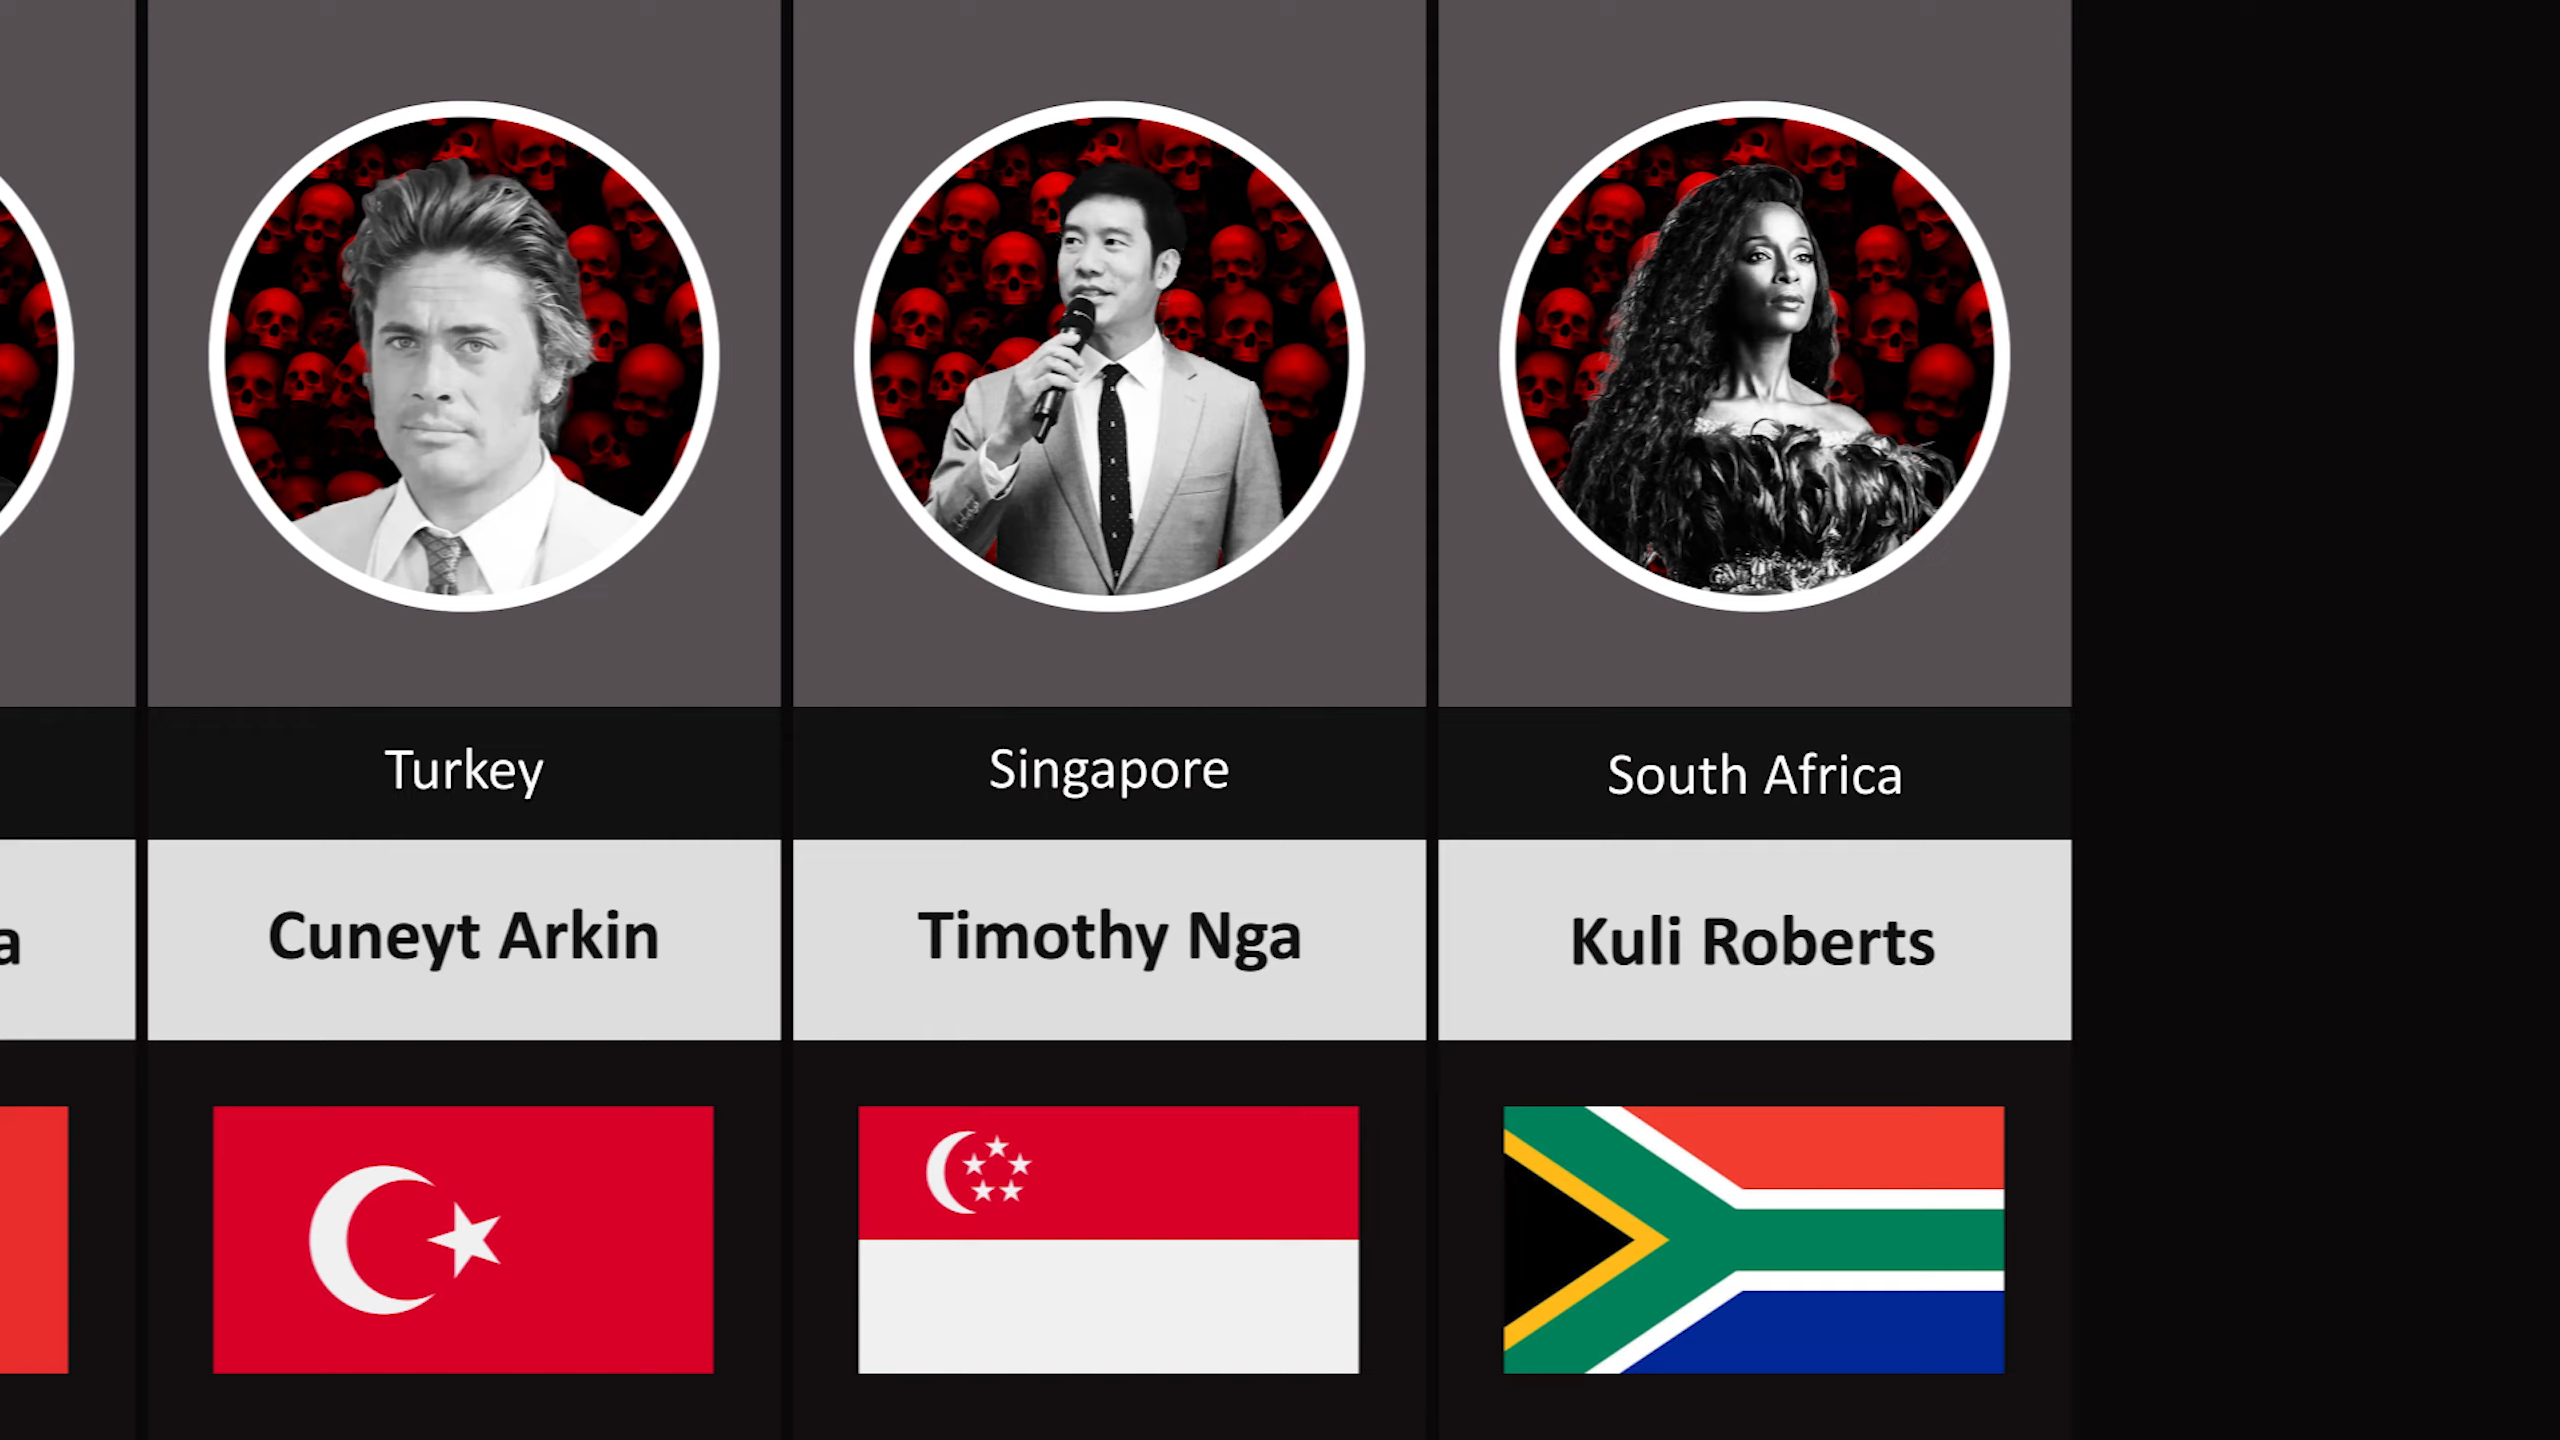 Turkey
Singapore
South Africa
a
Cuneyt Arkin
Timothy Nga
Kuli Roberts